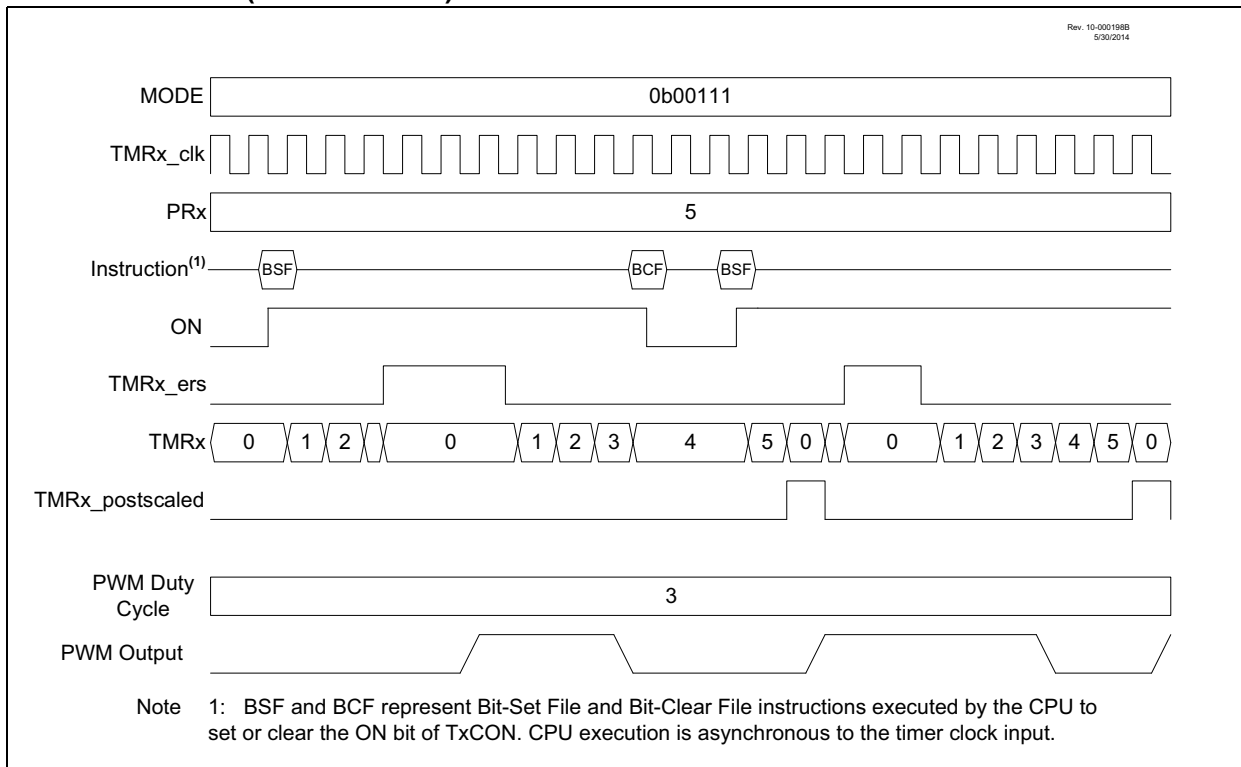 Rev. 10-000198B
5/30/2014
MODE 0b00111
TMRx_clk
PRx 5
Instruction(1) BSF BCF BSF
ON
TMRx_ers
TMRx 0 1 2 0 1 2 3 4 5 0 0 1 2 3 4 5 0
TMRx_postscaled
PWM Duty
Cycle 3
PWM Output
Note 1: BSF and BCF represent Bit-Set File and Bit-Clear File instructions executed by the CPU to
set or clear the ON bit of TxCON. CPU execution is asynchronous to the timer clock input.